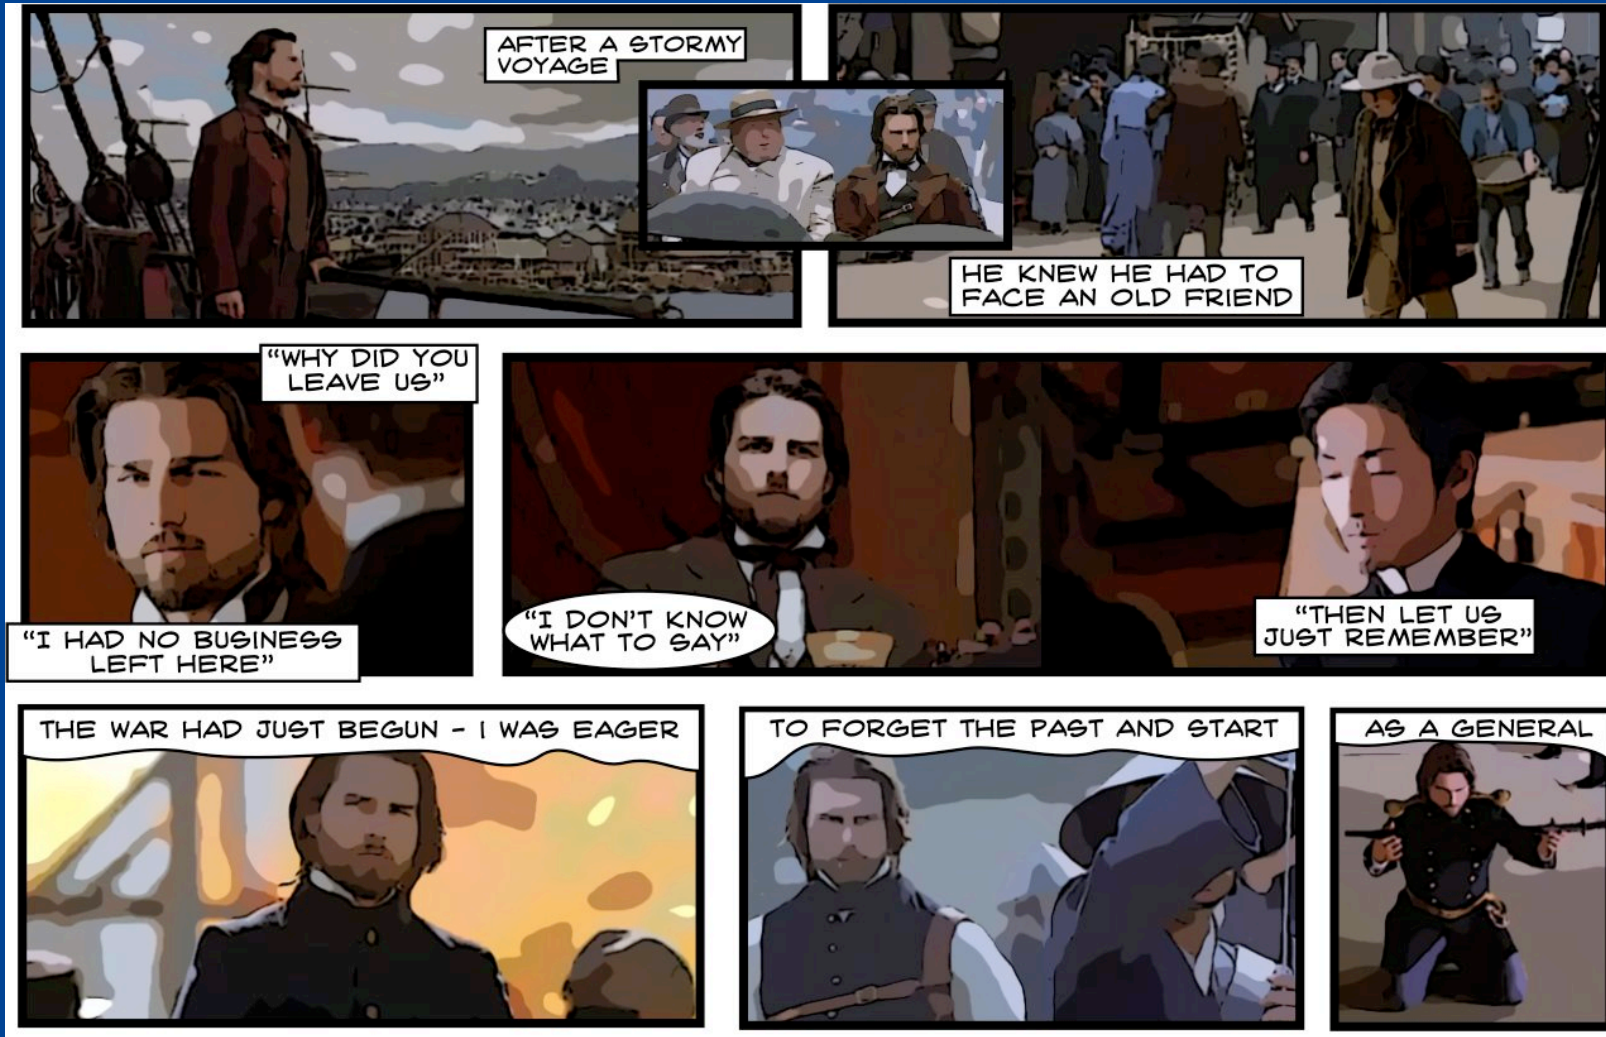 AFTER A STORMY
VOYAGE
HE KNEW HE HAD TO
FACE AN OLD FRIEND
“WHY DID YOU
LEAVE US”
“I HAD NO BUSINESS
LEFT HERE”
“I DON'T KNOW
WHAT TO SAY”
“THEN LET US
JUST REMEMBER”
THE WAR HAD JUST BEGUN - I WAS EAGER
TO FORGET THE PAST AND START
AS A GENERAL